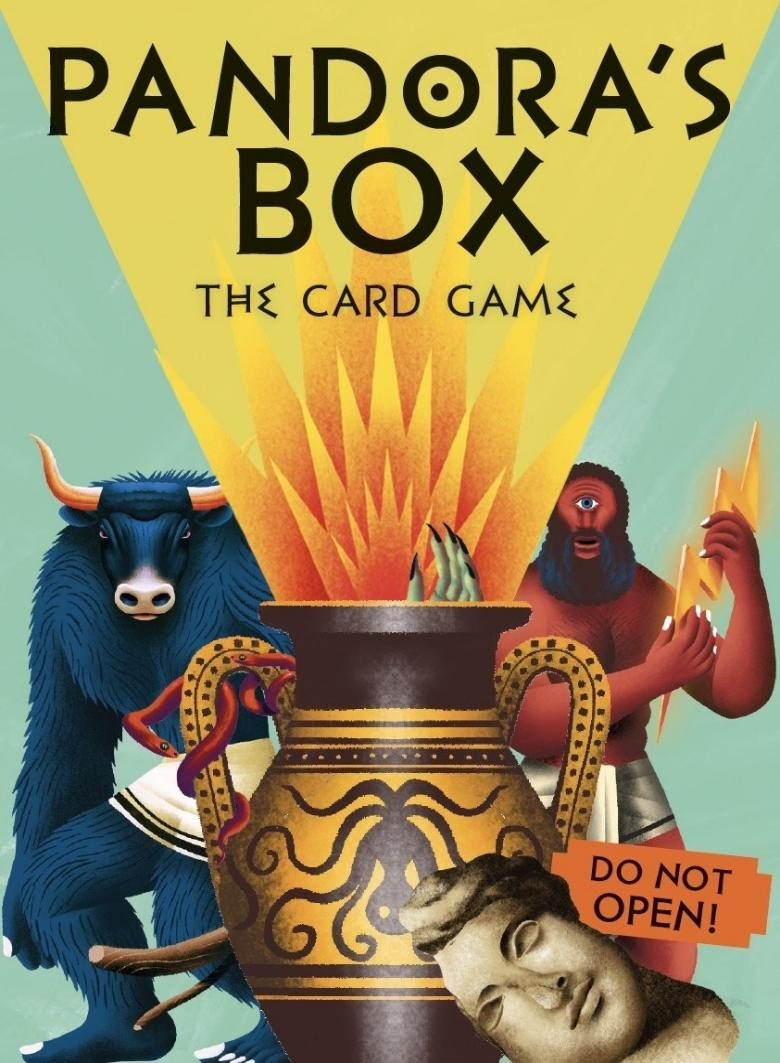 PANDORA'S
BOX
THE CARD GAME
DO NOT
OPEN!